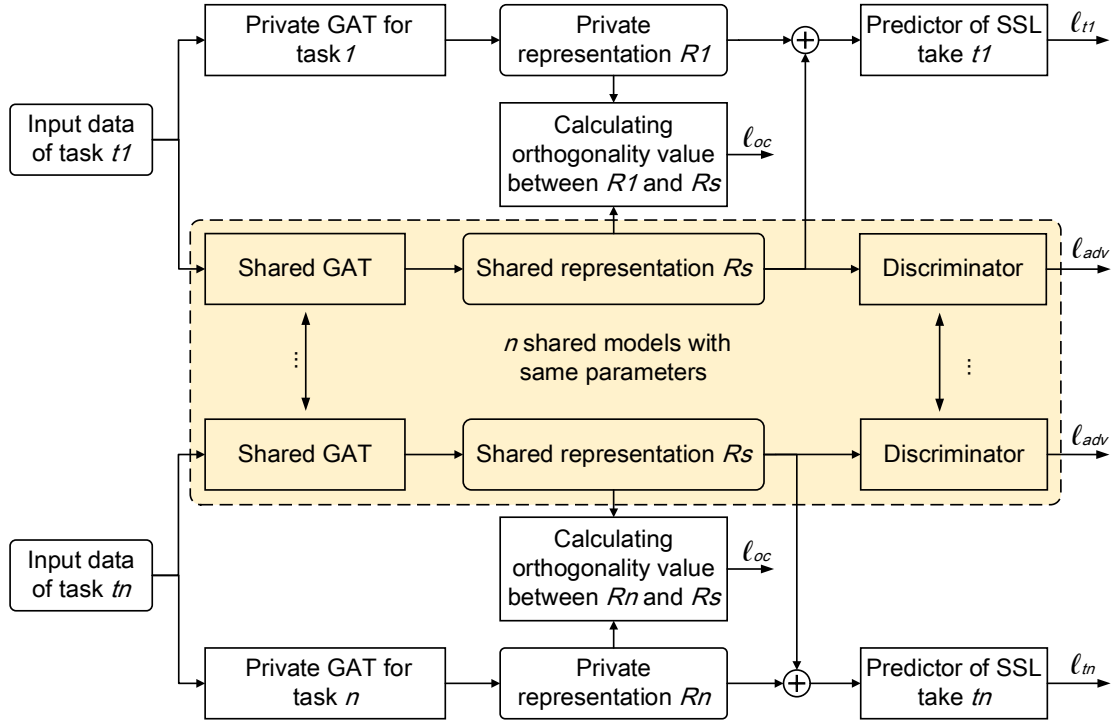 Private GAT for
task1
Private
representation R1
Predictor of SSL
take t1
ℓt1
Input data
of task t1
Calculating
orthogonality value
between R1 and Rs
ℓoc
Shared GAT
Shared representation Rs
Discriminator
ℓadv
...
n shared models with
same parameters
...
Shared GAT
Shared representation Rs
Discriminator
ℓadv
Input data
of task tn
Calculating
orthogonality value
between Rn and Rs
ℓoc
Private GAT for
task n
Private
representation Rn
Predictor of SSL
take tn
ℓtn